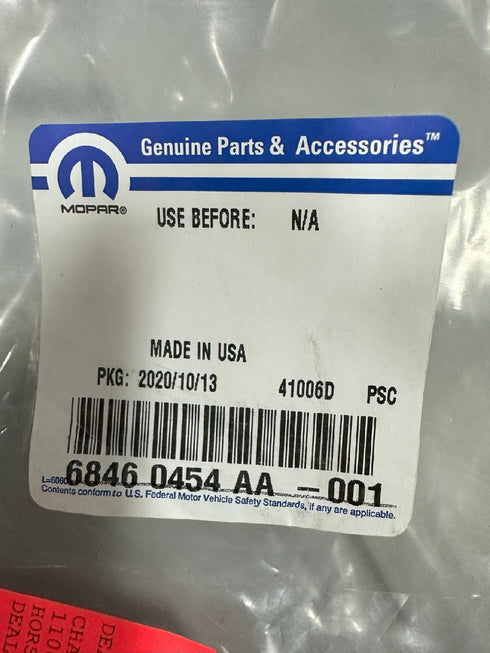 Genuine Parts & Accessories™
MOPAR®
USE BEFORE: N/A
MADE IN USA
PKG: 2020/10/13 41006D PSC
6846 0454 AA - 001
Contents conform to U.S. Federal Motor Vehicle Safety Standards, if any are applicable.